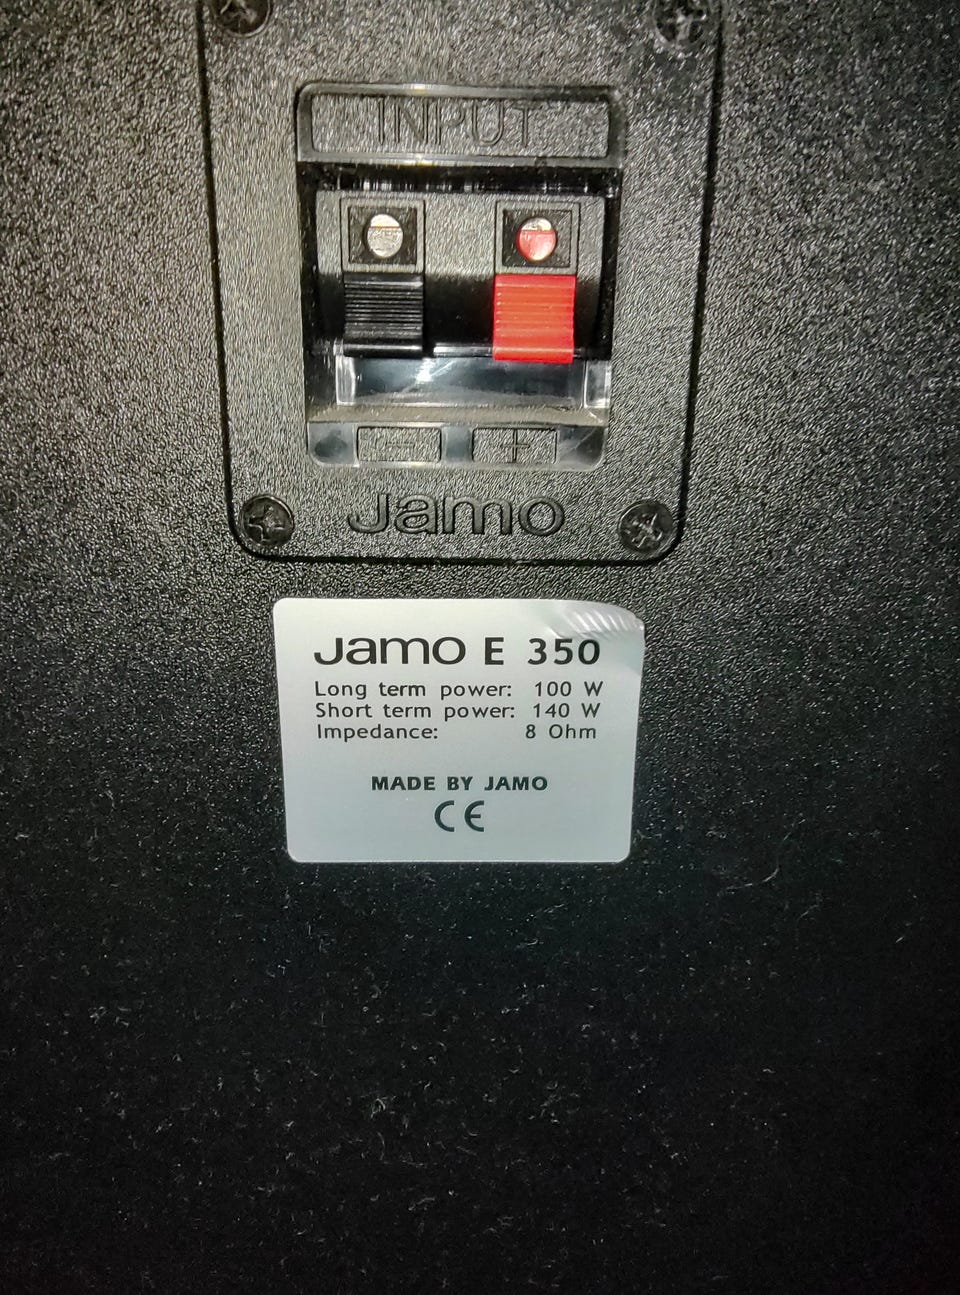 INPUT
- +
Jamo
Jamo E 350
Long term power: 100 W
Short term power: 140 W
Impedance: 8 Ohm
MADE BY JAMO
CE